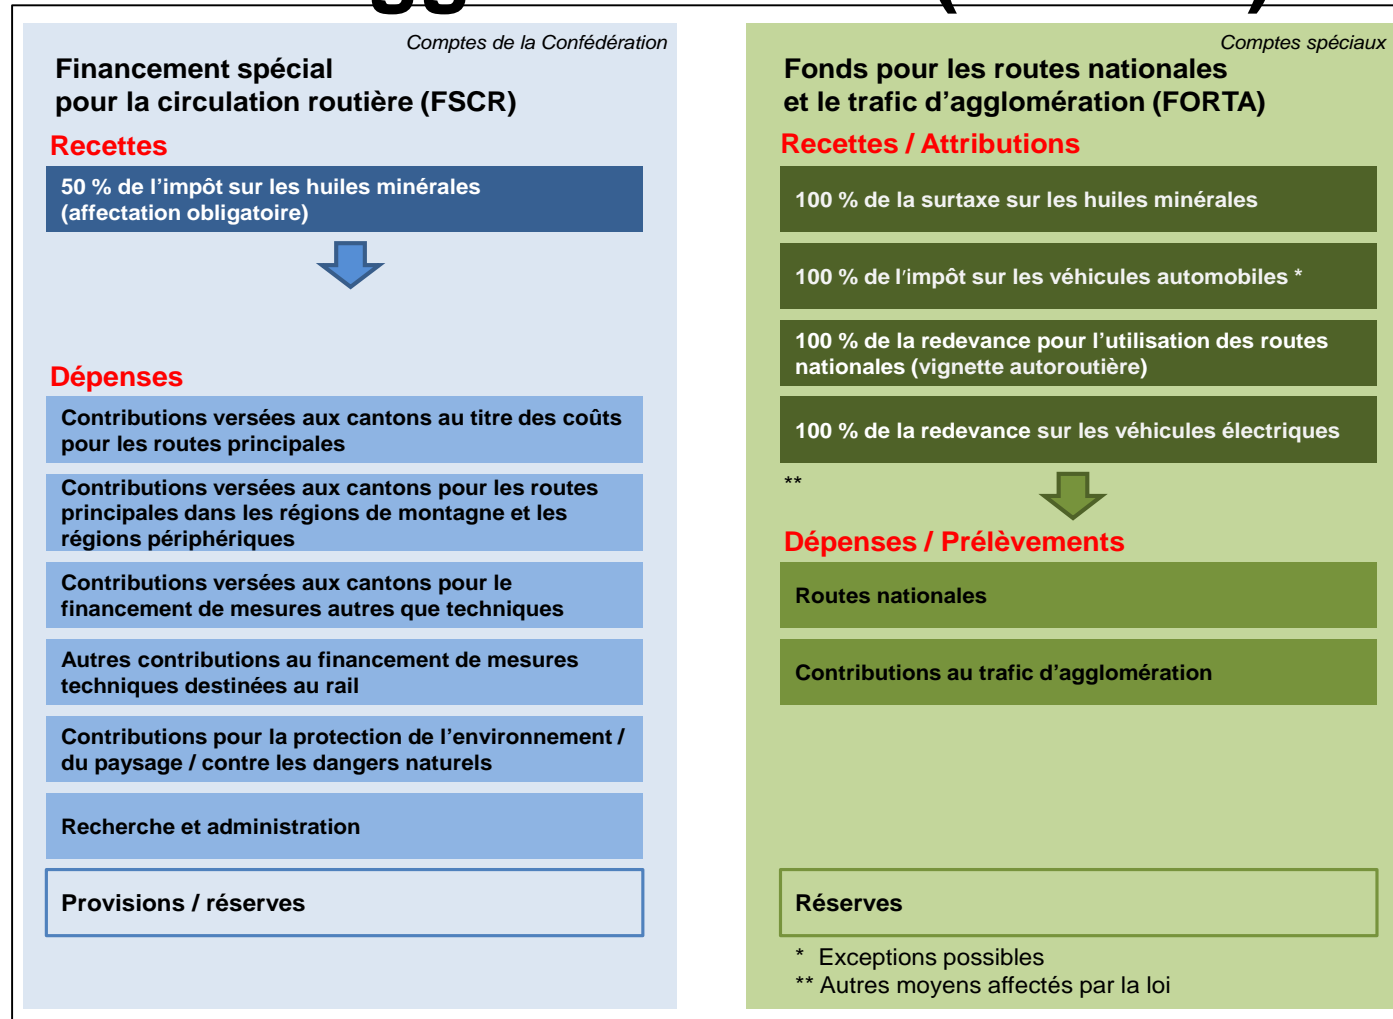 Comptes de la Confédération
Financement spécial
pour la circulation routière (FSCR)
Recettes
50 % de l’impôt sur les huiles minérales
(affectation obligatoire)
Dépenses
Contributions versées aux cantons au titre des coûts
pour les routes principales
Contributions versées aux cantons pour les routes
principales dans les régions de montagne et les
régions périphériques
Contributions versées aux cantons pour le
financement de mesures autres que techniques
Autres contributions au financement de mesures
techniques destinées au rail
Contributions pour la protection de l’environnement /
du paysage / contre les dangers naturels
Recherche et administration
Provisions / réserves
Comptes spéciaux
Fonds pour les routes nationales
et le trafic d’agglomération (FORTA)
Recettes / Attributions
100 % de la surtaxe sur les huiles minérales
100 % de l’impôt sur les véhicules automobiles *
100 % de la redevance pour l’utilisation des routes
nationales (vignette autoroutière)
100 % de la redevance sur les véhicules électriques
**
Dépenses / Prélèvements
Routes nationales
Contributions au trafic d’agglomération
Réserves
* Exceptions possibles
** Autres moyens affectés par la loi